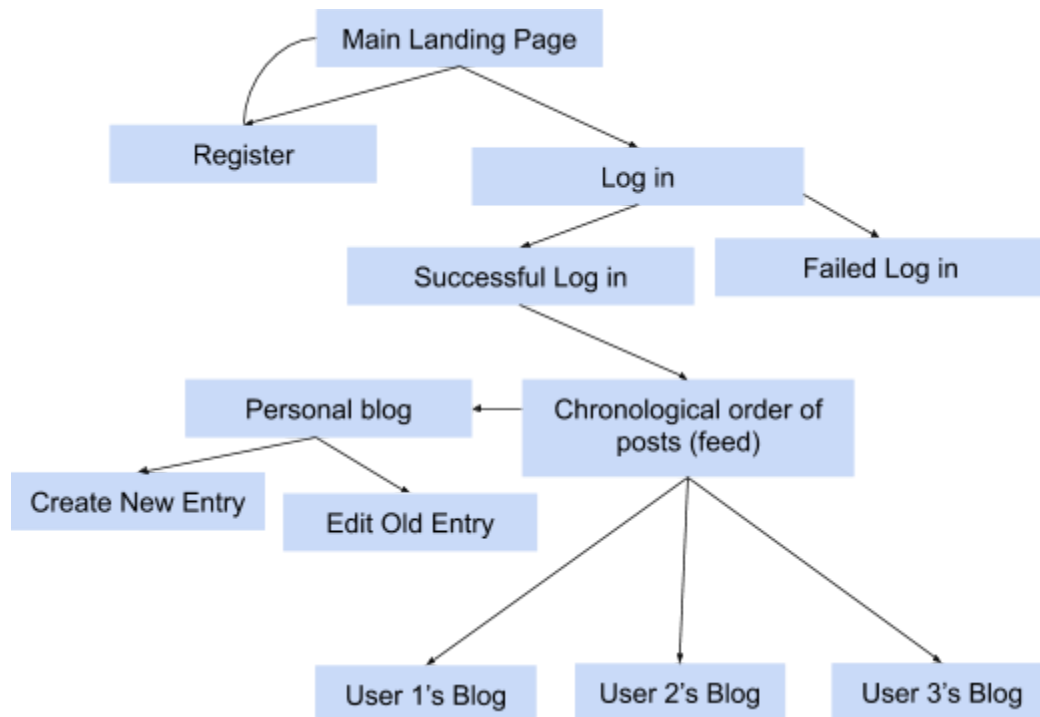 Main Landing Page
Register
Log in
Successful Log in
Failed Log in
Personal blog
Chronological order of
posts (feed)
Create New Entry
Edit Old Entry
User 1's Blog
User 2's Blog
User 3's Blog